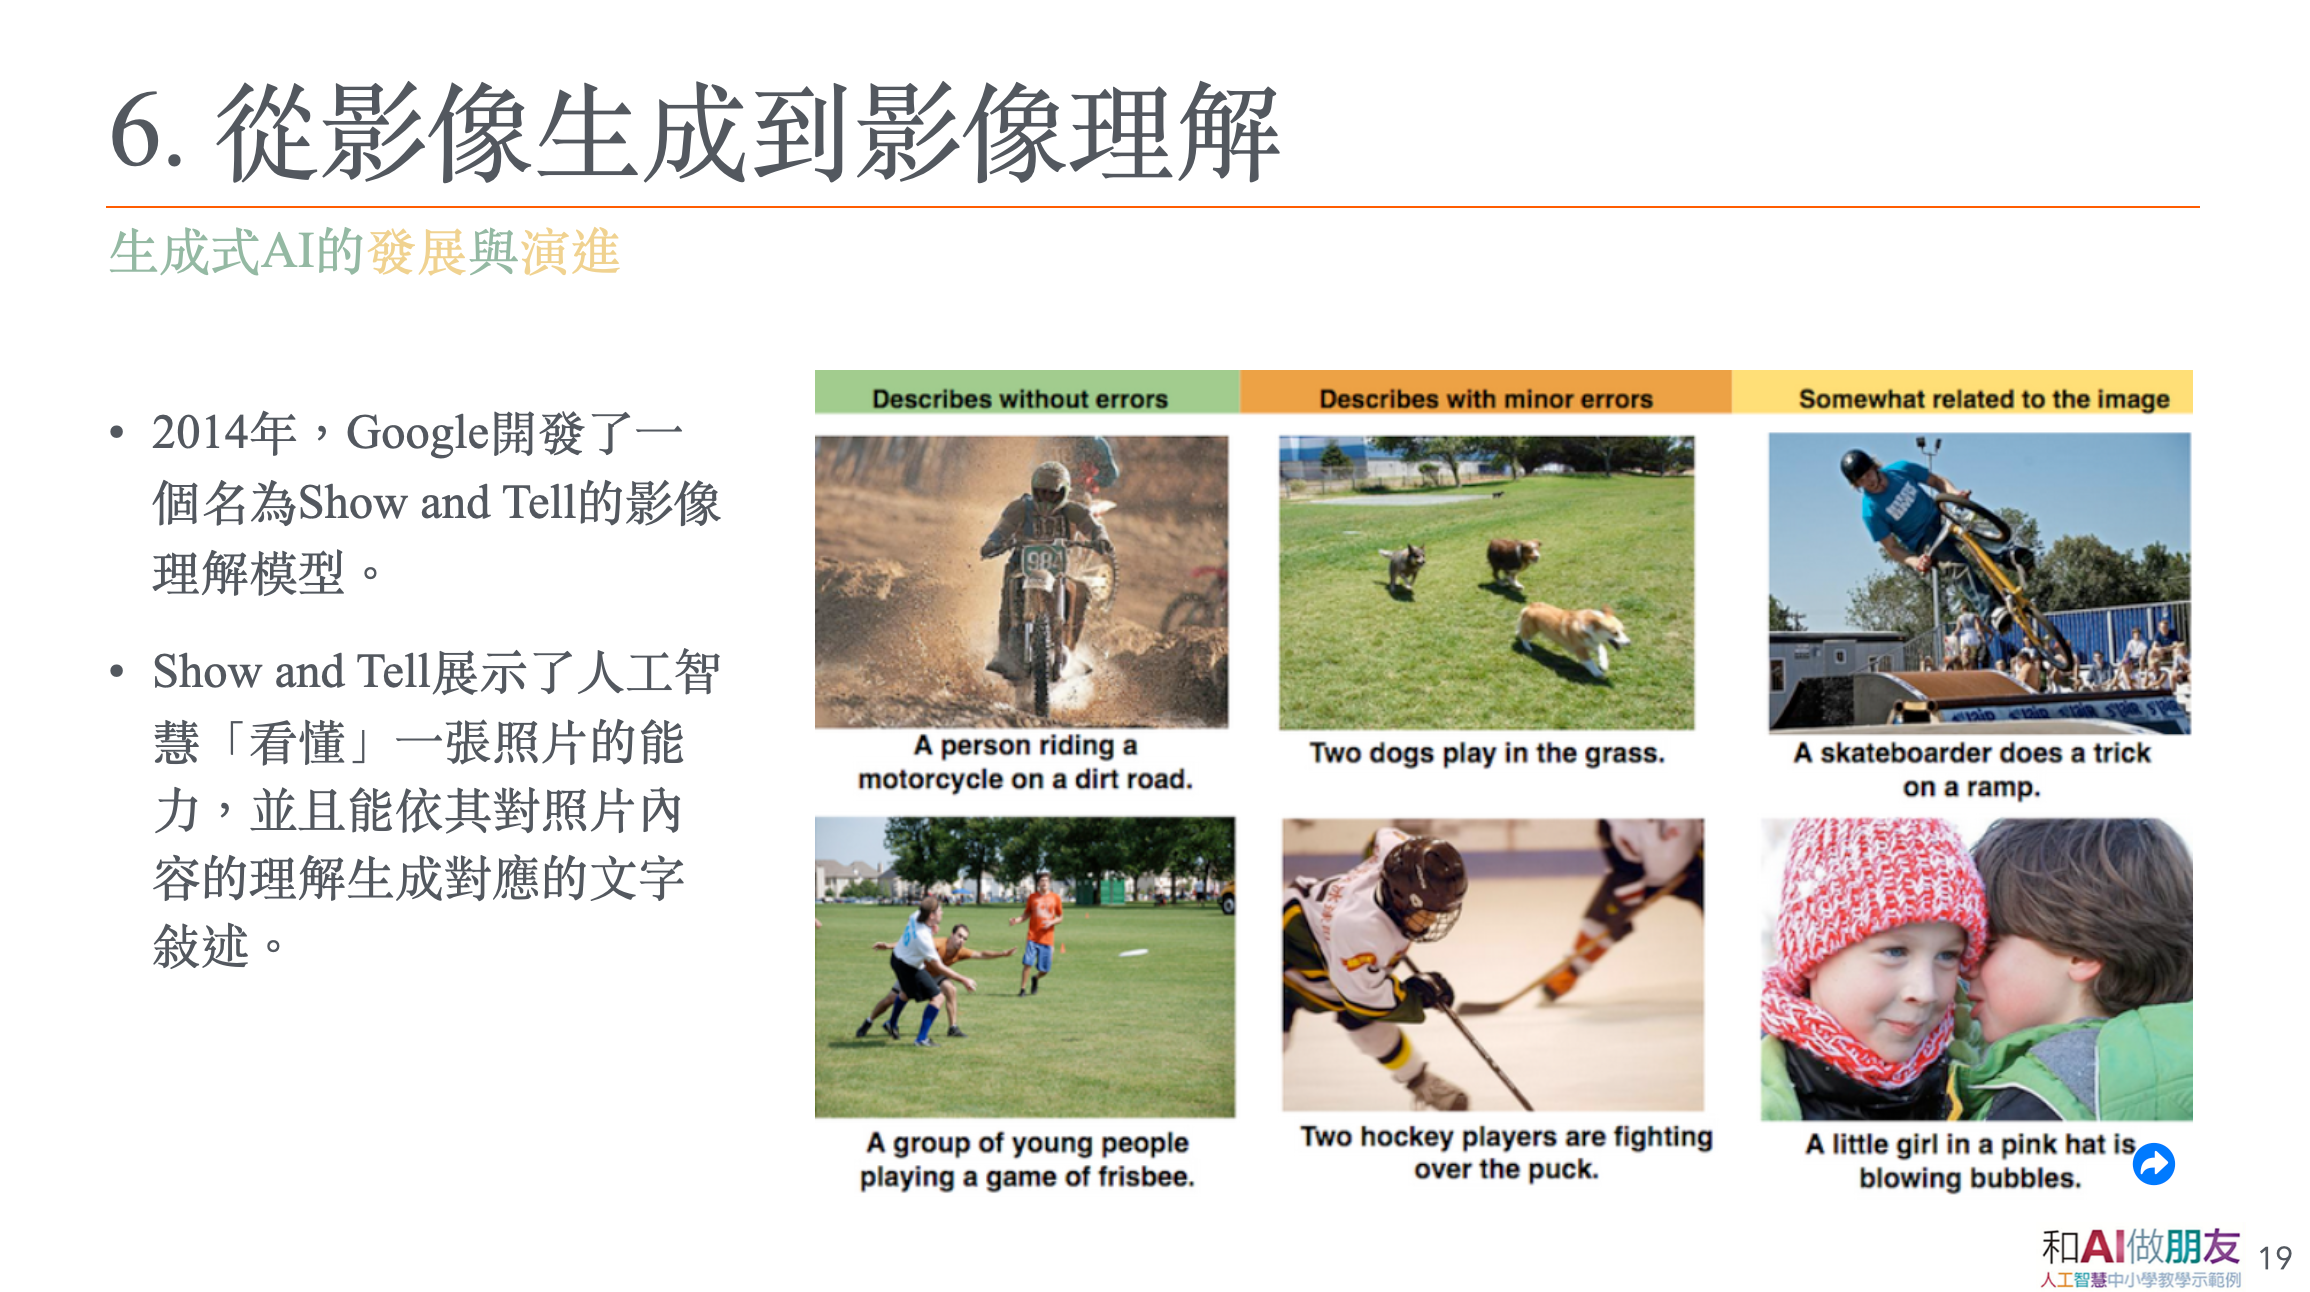 6. 從影像生成到影像理解
生成式AI的發展與演進
• 2014年，Google開發了一
個名為Show and Tell的影像
理解模型。
• Show and Tell展示了人工智
慧「看懂」一張照片的能
力，並且能依其對照片內
容的理解生成對應的文字
敍述。
Describes without errors
Describes with minor errors
Somewhat related to the image
98
A person riding a
motorcycle on a dirt road.
Two dogs play in the grass.
A skateboarder does a trick
on a ramp.
A group of young people
playing a game of frisbee.
Two hockey players are fighting
over the puck.
A little girl in a pink hat is
blowing bubbles.
和AI做朋友
人工智慧中小學教學示範例
19